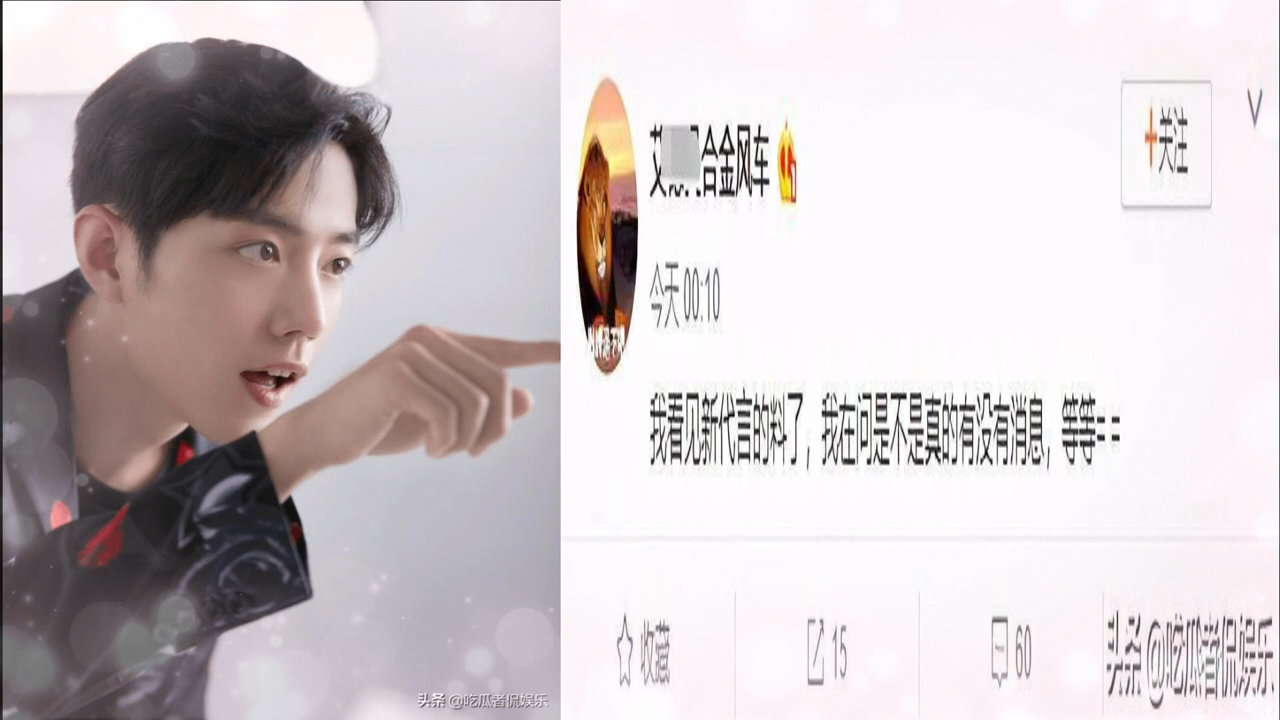 合金风车
+关注
今天 00:10
我看见新代言的料了，我在问是不是真的有没有消息，等等= =
收藏
15
60
头条 @吃瓜者侃娱乐
头条 @吃瓜者侃娱乐